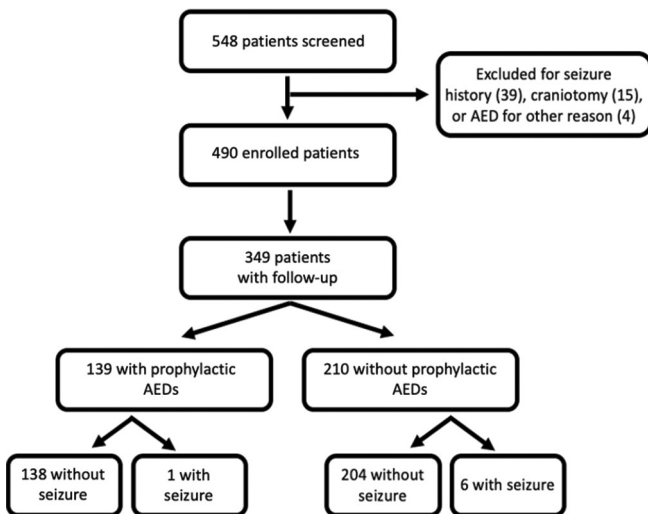 548 patients screened
Excluded for seizure
history (39), craniotomy (15),
or AED for other reason (4)
490 enrolled patients
349 patients
with follow-up
139 with prophylactic
AEDs
210 without prophylactic
AEDs
138 without
seizure
1 with
seizure
204 without
seizure
6 with seizure